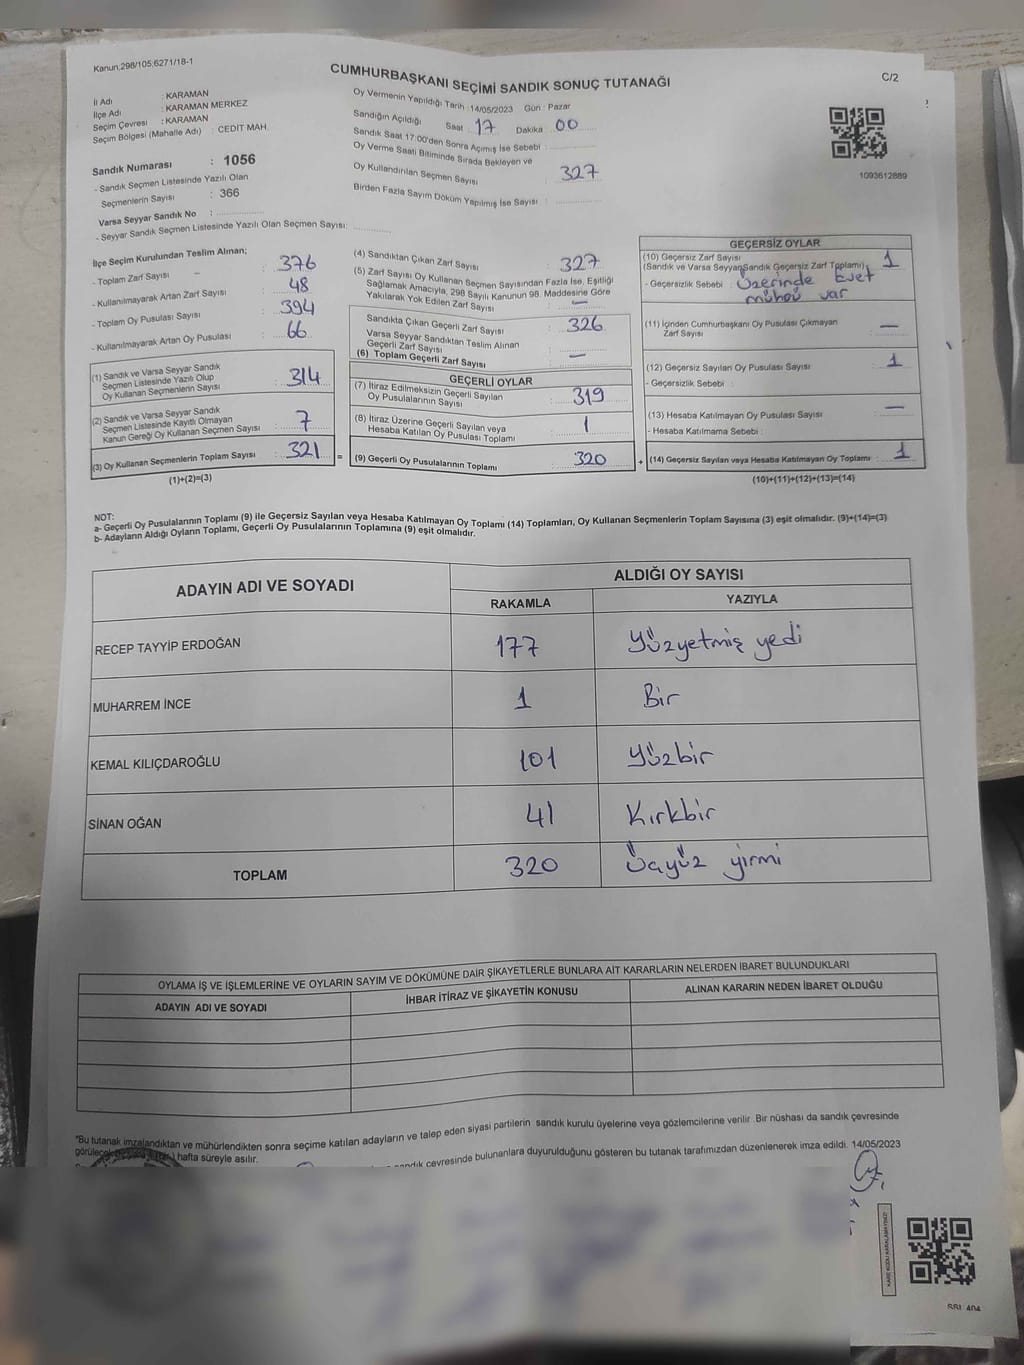 Kanun:298/105;6271/18-1
CUMHURBAŞKANI SEÇİMİ SANDIK SONUÇ TUTANAĞI
C/2
İl Adı : KARAMAN
İlçe Adı : KARAMAN MERKEZ
Seçim Çevresi : KARAMAN
Seçim Bölgesi (Mahalle Adı) : CEDİT MAH.
Sandık Numarası : 1056
- Sandık Seçmen Listesinde Yazılı Olan
Seçmenlerin Sayısı : 366
Varsa Seyyar Sandık No :
- Seyyar Sandık Seçmen Listesinde Yazılı Olan Seçmen Sayısı:
Oy Vermenin Yapıldığı Tarih :14/05/2023 Gün : Pazar
Sandığın Açıldığı Saat 17 Dakika 00
Sandık Saat 17:00'den Sonra Açımış İse Sebebi :
Oy Verme Saati Bitiminde Sırada Bekleyen ve
Oy Kullandırılan Seçmen Sayısı : 327
Birden Fazla Sayım Döküm Yapılmış İse Sayısı :
1093612889
İlçe Seçim Kurulundan Teslim Alınan;
- Toplam Zarf Sayısı : 376
- Kullanılmayarak Artan Zarf Sayısı : 48
- Toplam Oy Pusulası Sayısı : 394
- Kullanılmayarak Artan Oy Pusulası : 66
(1) Sandık ve Varsa Seyyar Sandık
Seçmen Listesinde Yazılı Olup
Oy Kullanan Seçmenlerin Sayısı : 314
(2) Sandık ve Varsa Seyyar Sandık
Seçmen Listesinde Kayıtlı Olmayan
Kanun Gereği Oy Kullanan Seçmen Sayısı : 7
(3) Oy Kullanan Seçmenlerin Toplam Sayısı : 321
(1)+(2)=(3)
(4) Sandıktan Çıkan Zarf Sayısı : 327
(5) Zarf Sayısı Oy Kullanan Seçmen Sayısından Fazla İse, Eşitliği
Sağlamak Amacıyla, 298 Sayılı Kanunun 98. Maddesine Göre
Yakılarak Yok Edilen Zarf Sayısı : —
Sandıkta Çıkan Geçerli Zarf Sayısı : 326
Varsa Seyyar Sandıktan Teslim Alınan
Geçerli Zarf Sayısı
(6) Toplam Geçerli Zarf Sayısı : —
GEÇERLİ OYLAR
(7) İtiraz Edilmeksizin Geçerli Sayılan
Oy Pusulalarının Sayısı : 319
(8) İtiraz Üzerine Geçerli Sayılan veya
Hesaba Katılan Oy Pusulası Toplamı : 1
= (9) Geçerli Oy Pusulalarının Toplamı : 320
GEÇERSİZ OYLAR
(10) Geçersiz Zarf Sayısı
(Sandık ve Varsa SeyyarSandık Geçersiz Zarf Toplamı) : 1
- Geçersizlik Sebebi : Üzerinde Evet
mühürü var
(11) İçinden Cumhurbaşkanı Oy Pusulası Çıkmayan
Zarf Sayısı : —
(12) Geçersiz Sayılan Oy Pusulası Sayısı : 1
- Geçersizlik Sebebi :
(13) Hesaba Katılmayan Oy Pusulası Sayısı : —
- Hesaba Katılmama Sebebi :
+ (14) Geçersiz Sayılan veya Hesaba Katılmayan Oy Toplamı : 1
(10)+(11)+(12)+(13)=(14)
NOT:
a- Geçerli Oy Pusulalarının Toplamı (9) ile Geçersiz Sayılan veya Hesaba Katılmayan Oy Toplamı (14) Toplamları, Oy Kullanan Seçmenlerin Toplam Sayısına (3) eşit olmalıdır. (9)+(14)=(3)
b- Adayların Aldığı Oyların Toplamı, Geçerli Oy Pusulalarının Toplamına (9) eşit olmalıdır.
ADAYIN ADI VE SOYADI
ALDIĞI OY SAYISI
RAKAMLA YAZIYLA
RECEP TAYYİP ERDOĞAN 177 Yüzyetmiş yedi
MUHARREM İNCE 1 Bir
KEMAL KILIÇDAROĞLU 101 Yüzbir
SİNAN OĞAN 41 Kırkbir
TOPLAM 320 Üçyüz yirmi
OYLAMA İŞ VE İŞLEMLERİNE VE OYLARIN SAYIM VE DÖKÜMÜNE DAİR ŞİKAYETLERLE BUNLARA AİT KARARLARIN NELERDEN İBARET BULUNDUKLARI
ADAYIN ADI VE SOYADI İHBAR İTİRAZ VE ŞİKAYETİN KONUSU ALINAN KARARIN NEDEN İBARET OLDUĞU
"Bu tutanak imzalandıktan ve mühürlendikten sonra seçime katılan adayların ve talep eden siyasi partilerin sandık kurulu üyelerine veya gözlemcilerine verilir. Bir nüshası da sandık çevresinde
hafta süreyle asılır.
sandık çevresinde bulunanlara duyurulduğunu gösteren bu tutanak tarafımızdan düzenlenerek imza edildi. 14/05/2023